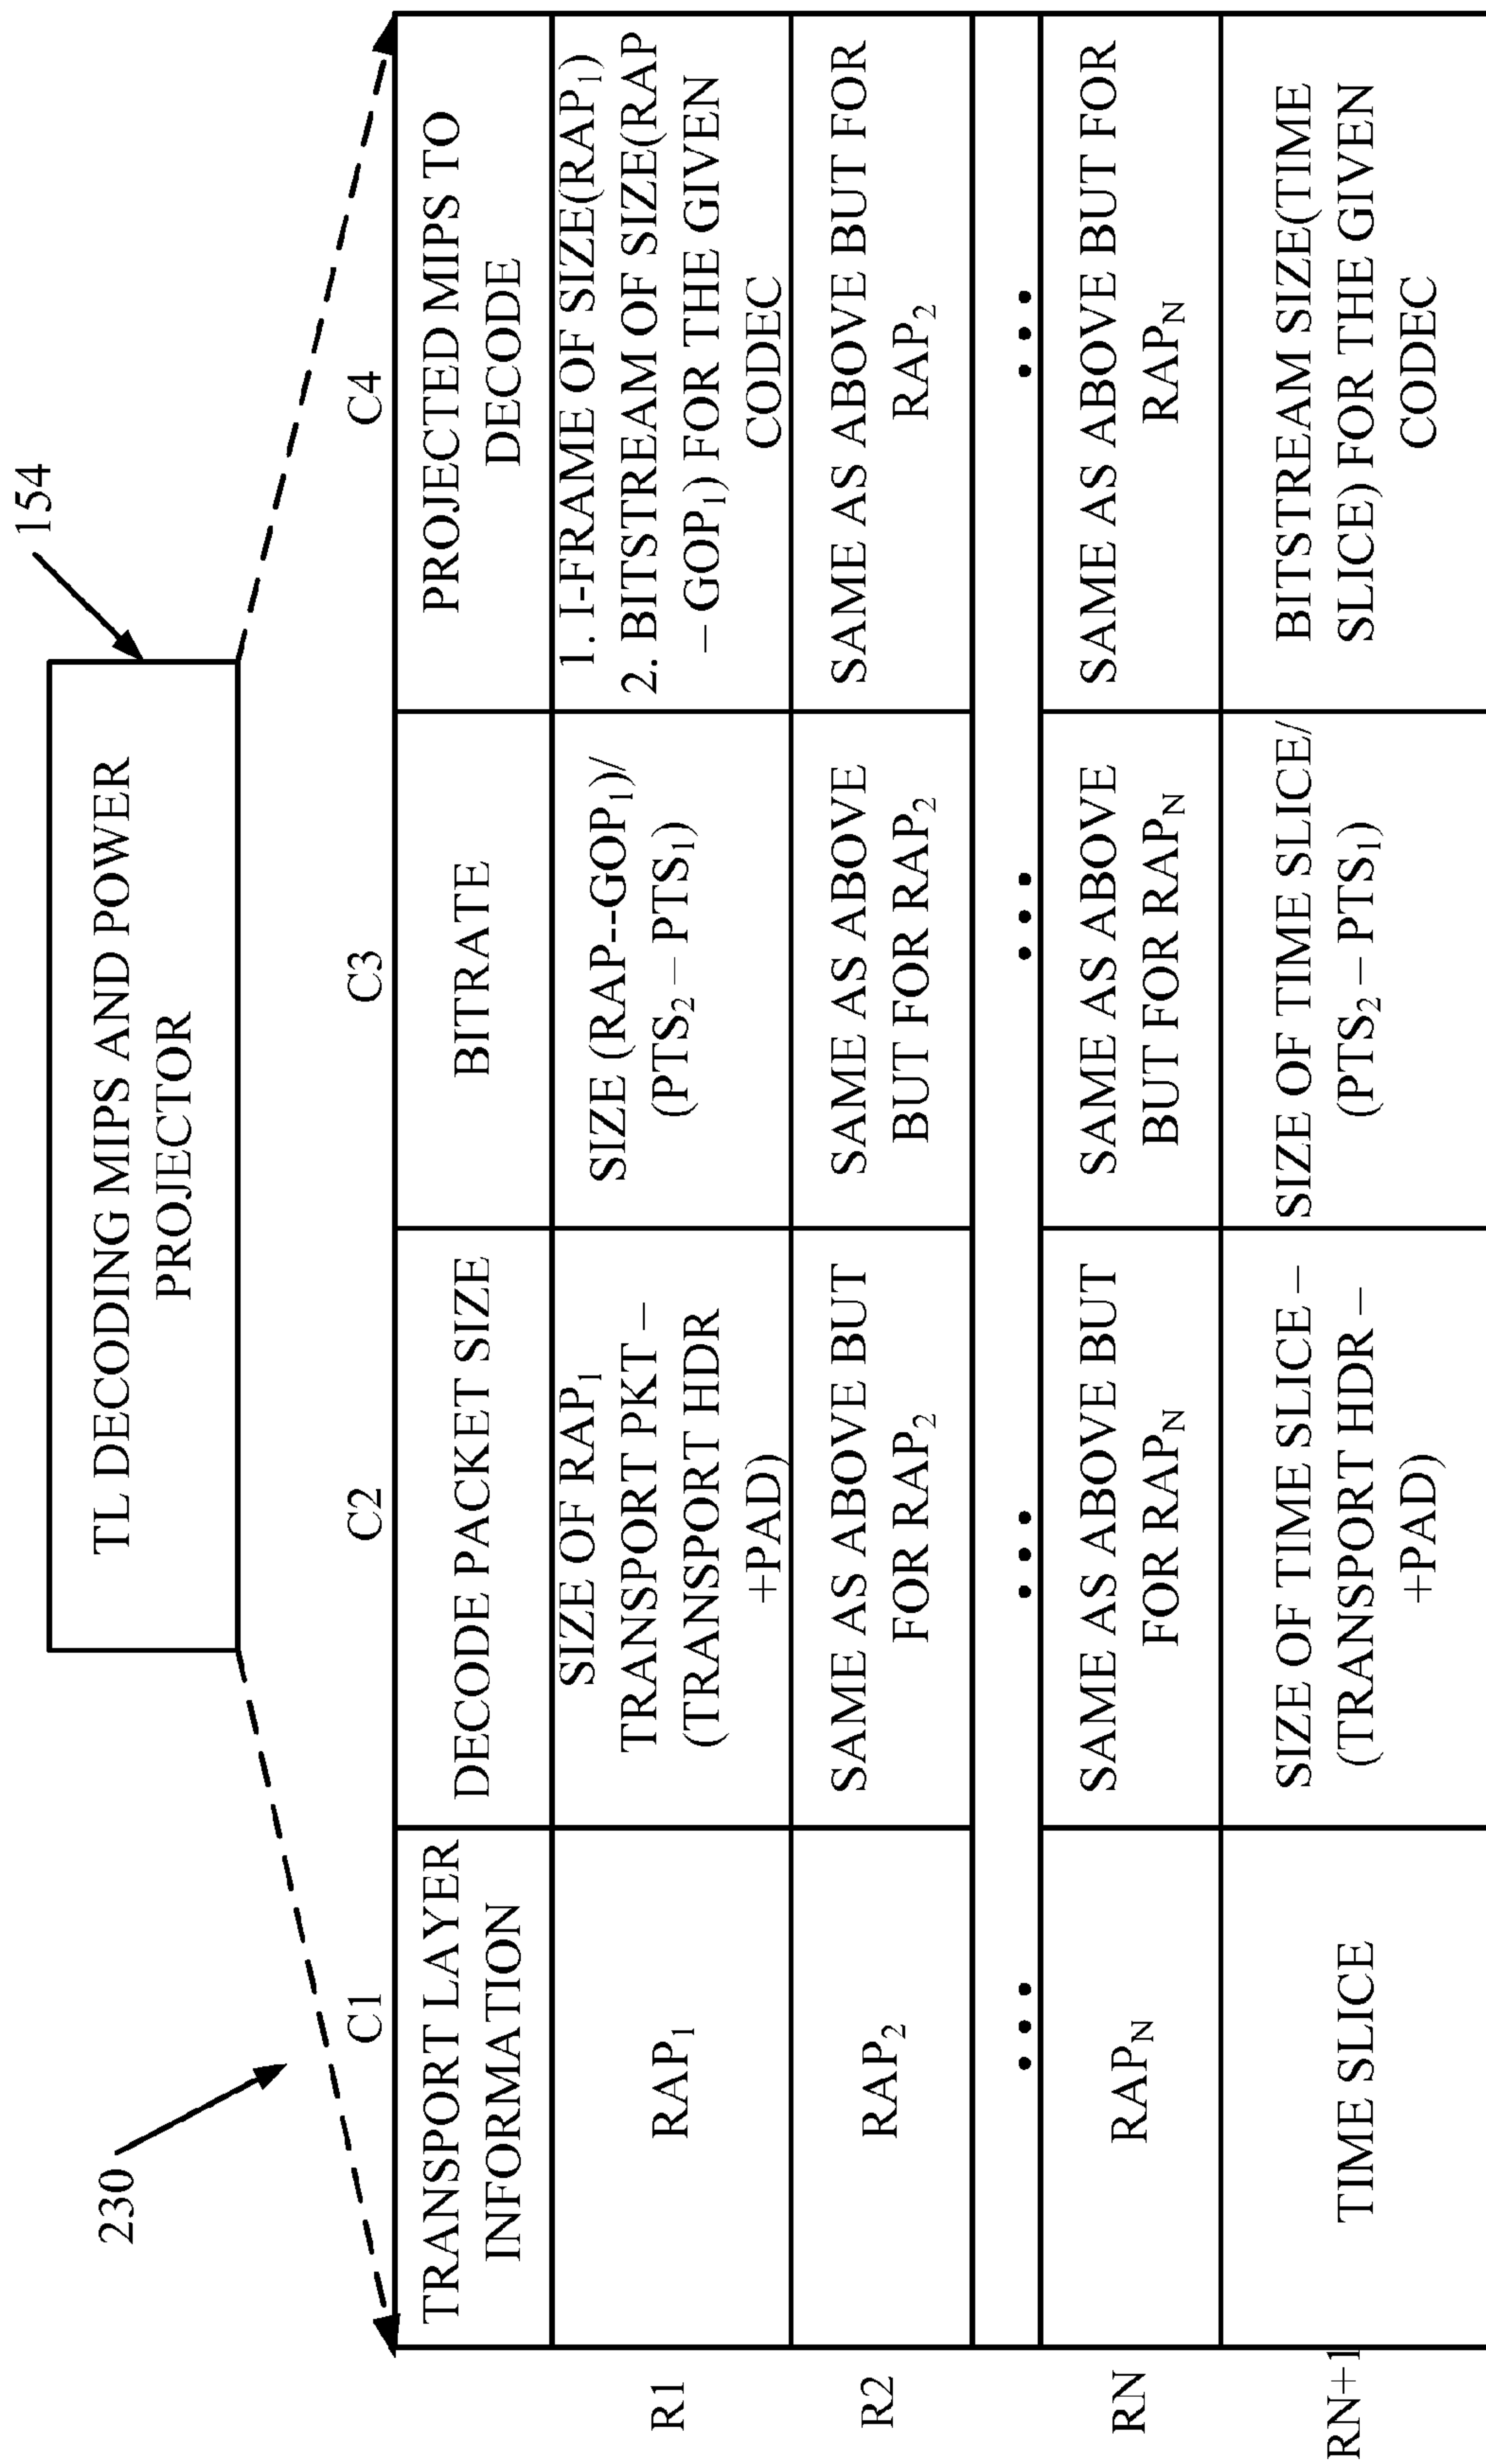 154
TL DECODING MIPS AND POWER
PROJECTOR
230
C1
C2
C3
C4
TRANSPORT LAYER
INFORMATION
DECODE PACKET SIZE
BITRATE
PROJECTED MIPS TO
DECODE
R1
RAP₁
SIZE OF RAP₁
TRANSPORT PKT –
(TRANSPORT HDR
+PAD)
SIZE (RAP--GOP₁)/
(PTS₂ – PTS₁)
1. I-FRAME OF SIZE(RAP₁)
2. BITSTREAM OF SIZE(RAP
– GOP₁) FOR THE GIVEN
CODEC
R2
RAP₂
SAME AS ABOVE BUT
FOR RAP₂
SAME AS ABOVE
BUT FOR RAP₂
SAME AS ABOVE BUT FOR
RAP₂
•••
•••
•••
•••
RN
RAP_N
SAME AS ABOVE BUT
FOR RAP_N
SAME AS ABOVE
BUT FOR RAP_N
SAME AS ABOVE BUT FOR
RAP_N
RN+1
TIME SLICE
SIZE OF TIME SLICE –
(TRANSPORT HDR –
+PAD)
SIZE OF TIME SLICE/
(PTS₂ – PTS₁)
BITSTREAM SIZE(TIME
SLICE) FOR THE GIVEN
CODEC